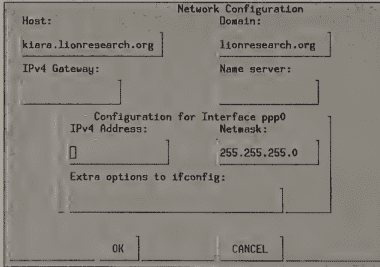 Network Configuration
Host:
Domain:
kiara.lionresearch.org
lionresearch.org
IPv4 Gateway:
Name server:
Configuration for Interface ppp0
IPv4 Address:
Netmask:
255.255.255.0
Extra options to ifconfig:
OK
CANCEL